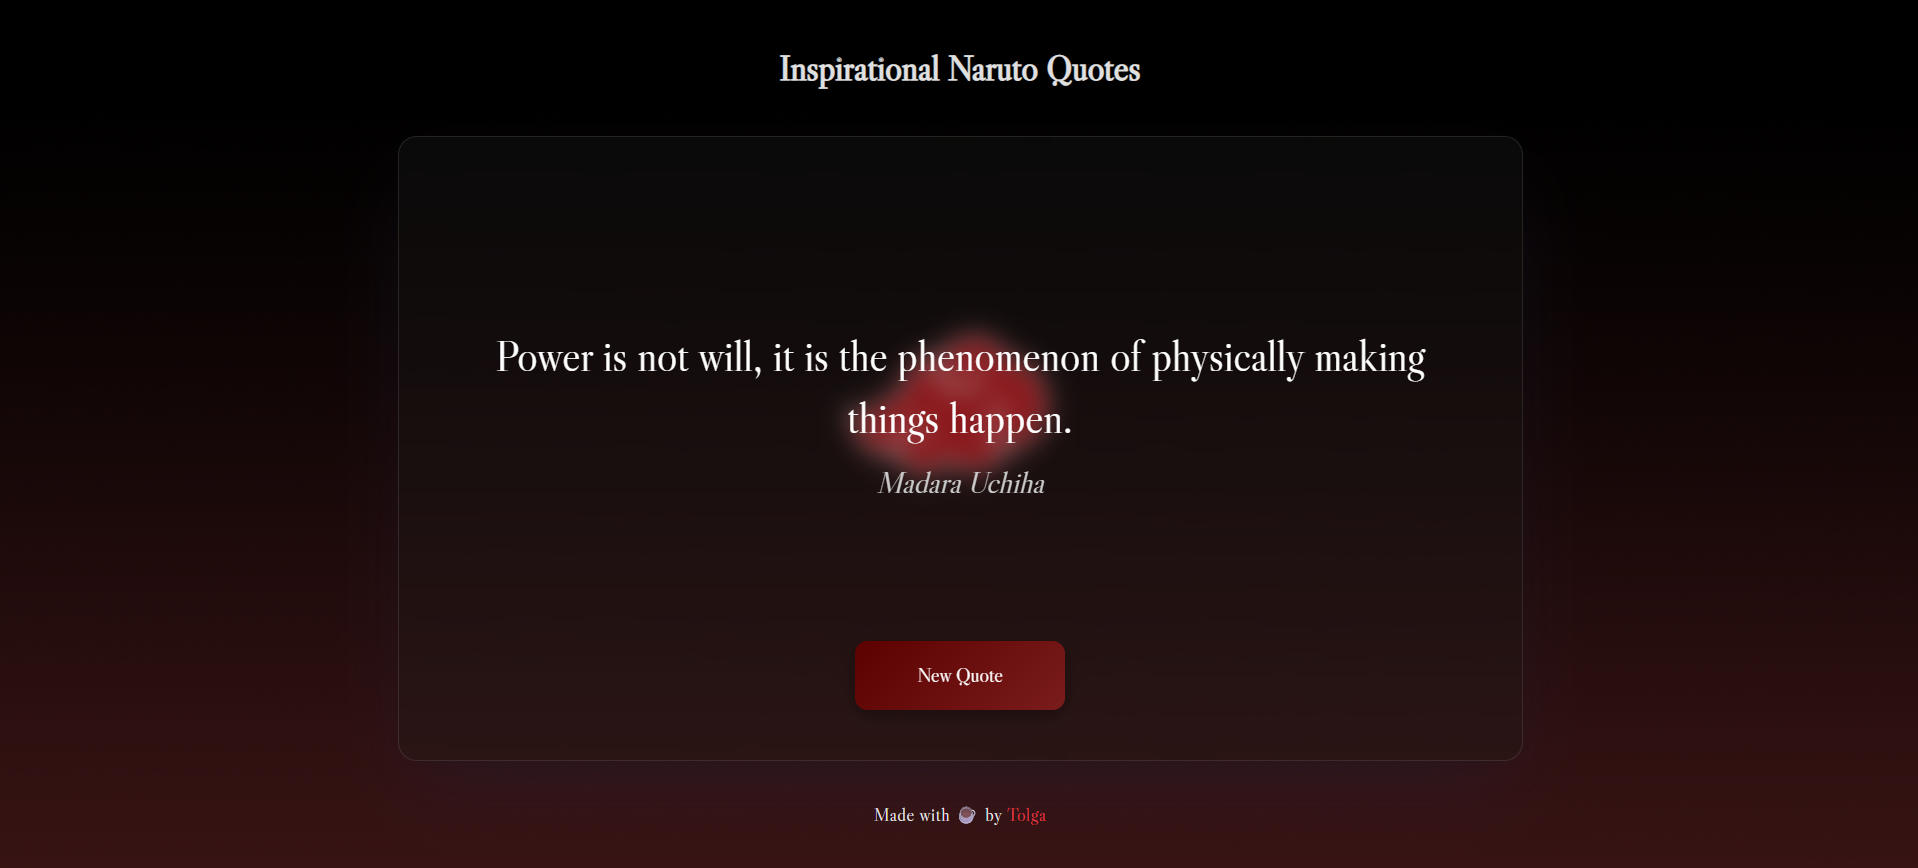 Inspirational Naruto Quotes
Power is not will, it is the phenomenon of physically making
things happen.
Madara Uchiha
New Quote
Made with ☕ by Tolga